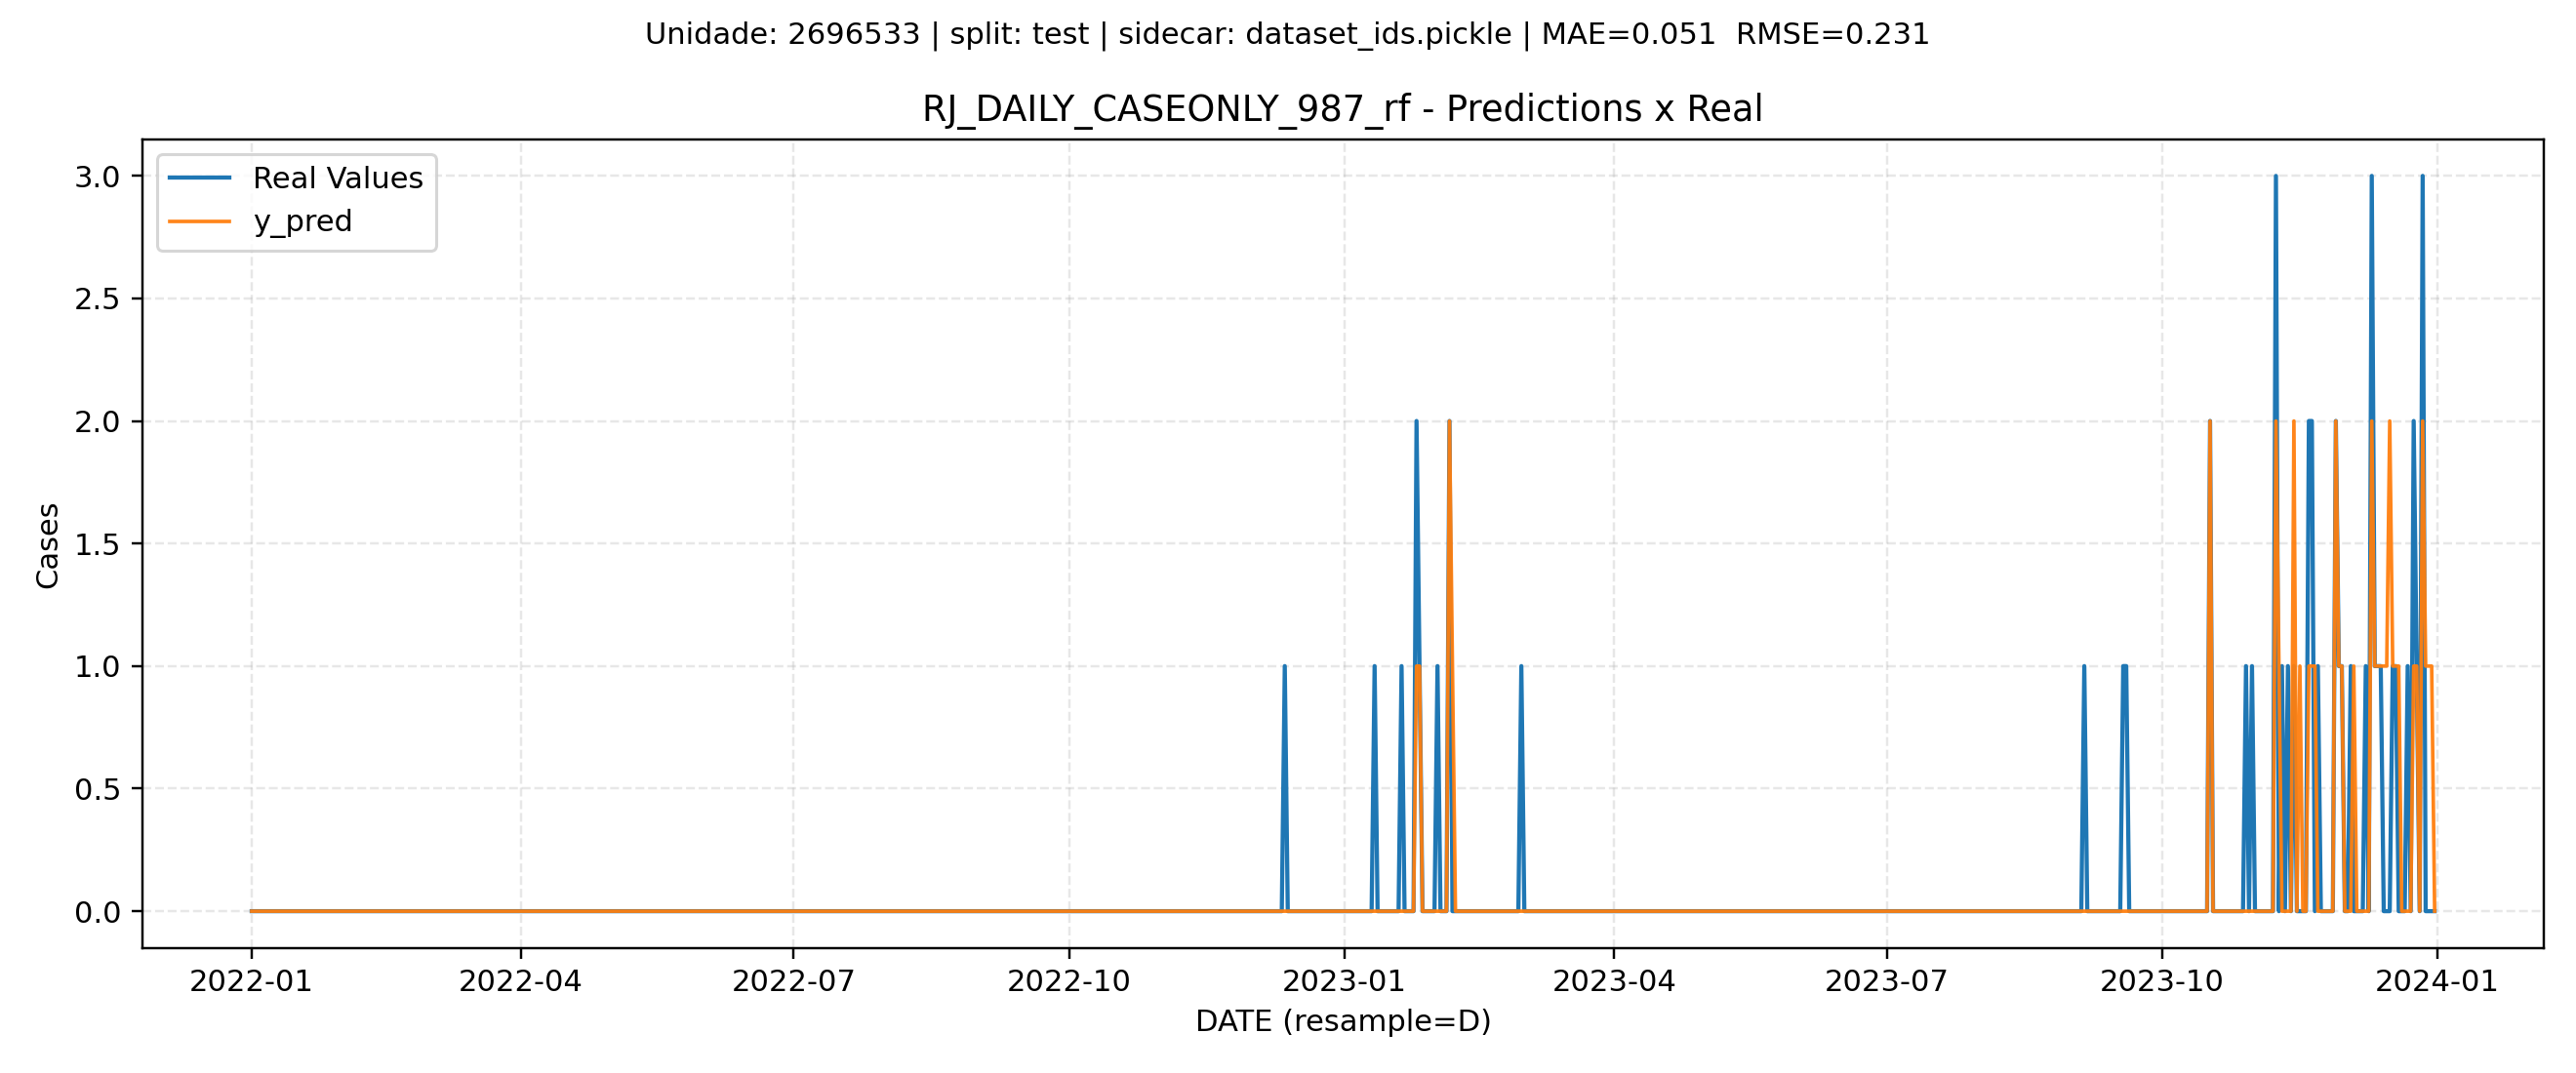 Unidade: 2696533 | split: test | sidecar: dataset_ids.pickle | MAE=0.051  RMSE=0.231
RJ_DAILY_CASEONLY_987_rf - Predictions x Real
Real Values
y_pred
3.0
2.5
2.0
1.5
1.0
0.5
0.0
Cases
2022-01 2022-04 2022-07 2022-10 2023-01 2023-04 2023-07 2023-10 2024-01
DATE (resample=D)